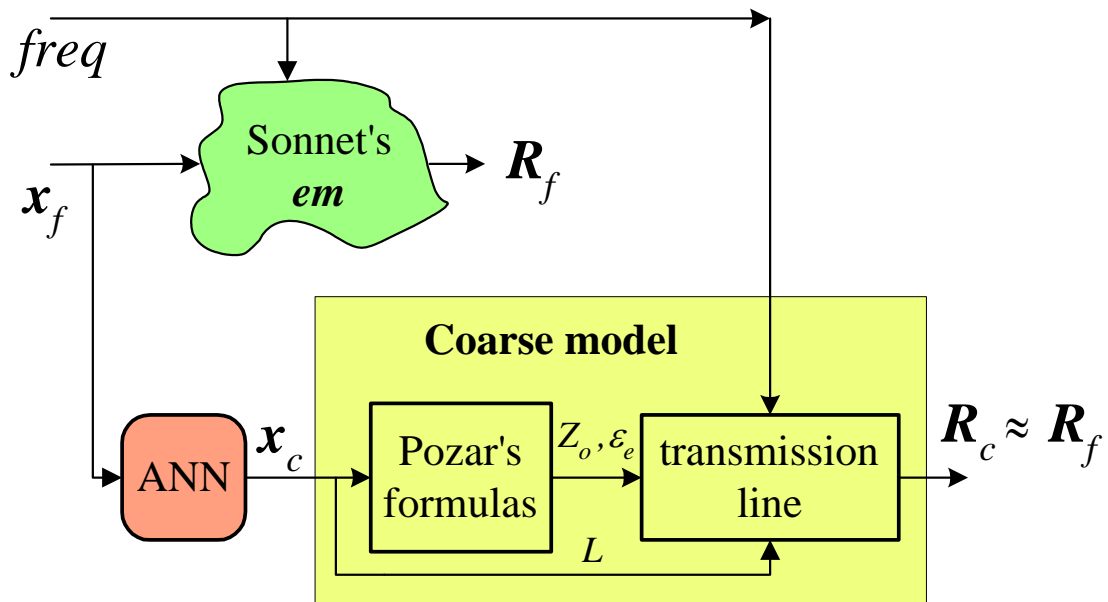 freq
Sonnet's
em
R_f
x_f
Coarse model
ANN
x_c
Pozar's
formulas
Z_o, ε_e
transmission
line
L
R_c ≈ R_f